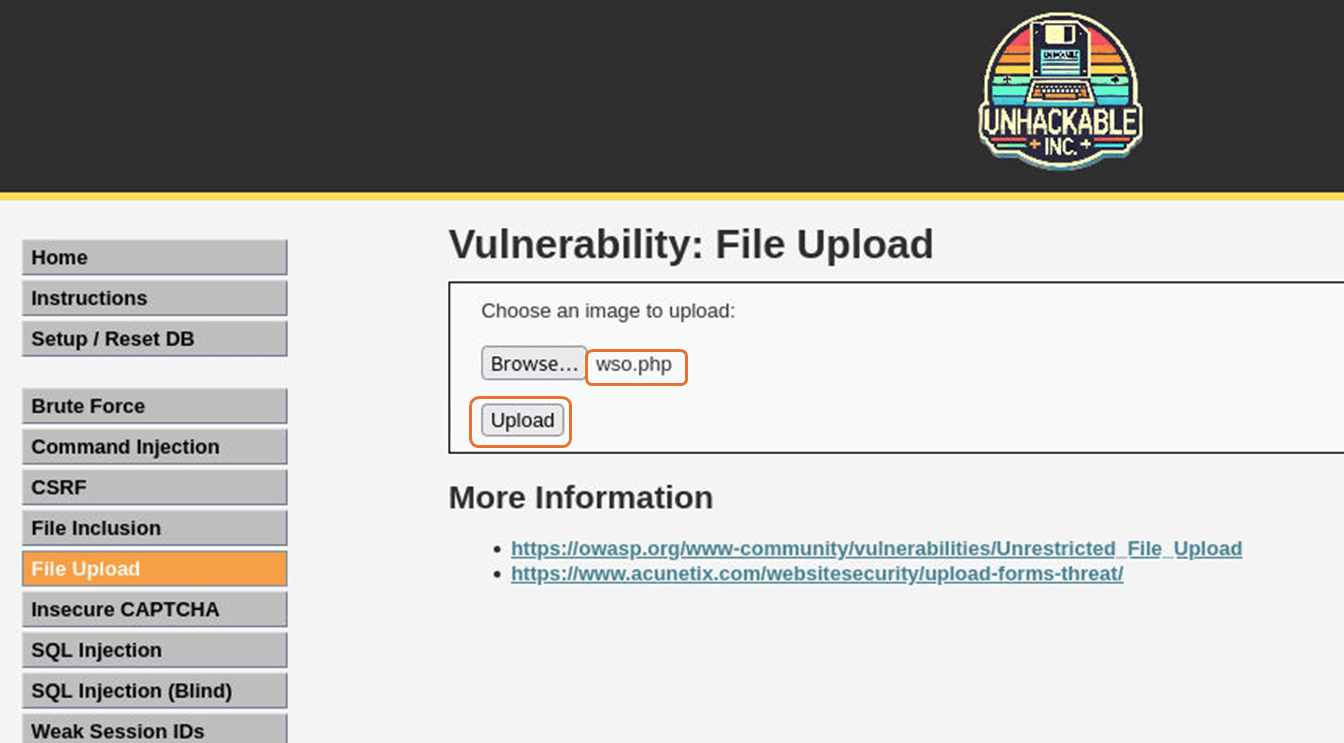 UNHACKABLE
INC.
Home
Instructions
Setup / Reset DB
Brute Force
Command Injection
CSRF
File Inclusion
File Upload
Insecure CAPTCHA
SQL Injection
SQL Injection (Blind)
Weak Session IDs
Vulnerability: File Upload
Choose an image to upload:
Browse... wso.php
Upload
More Information
https://owasp.org/www-community/vulnerabilities/Unrestricted_File_Upload
https://www.acunetix.com/websitesecurity/upload-forms-threat/